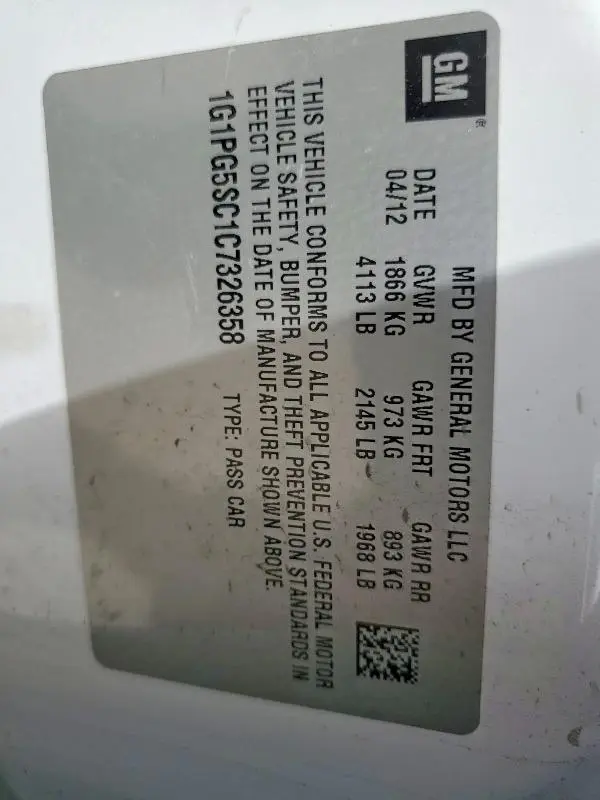 GM
MFD BY GENERAL MOTORS LLC
DATE GVWR GAWR FRT GAWR RR
04/12 1866 KG 973 KG 893 KG
4113 LB 2145 LB 1968 LB
THIS VEHICLE CONFORMS TO ALL APPLICABLE U.S. FEDERAL MOTOR
VEHICLE SAFETY, BUMPER, AND THEFT PREVENTION STANDARDS IN
EFFECT ON THE DATE OF MANUFACTURE SHOWN ABOVE.
1G1PG5SC1C7326358 TYPE: PASS CAR